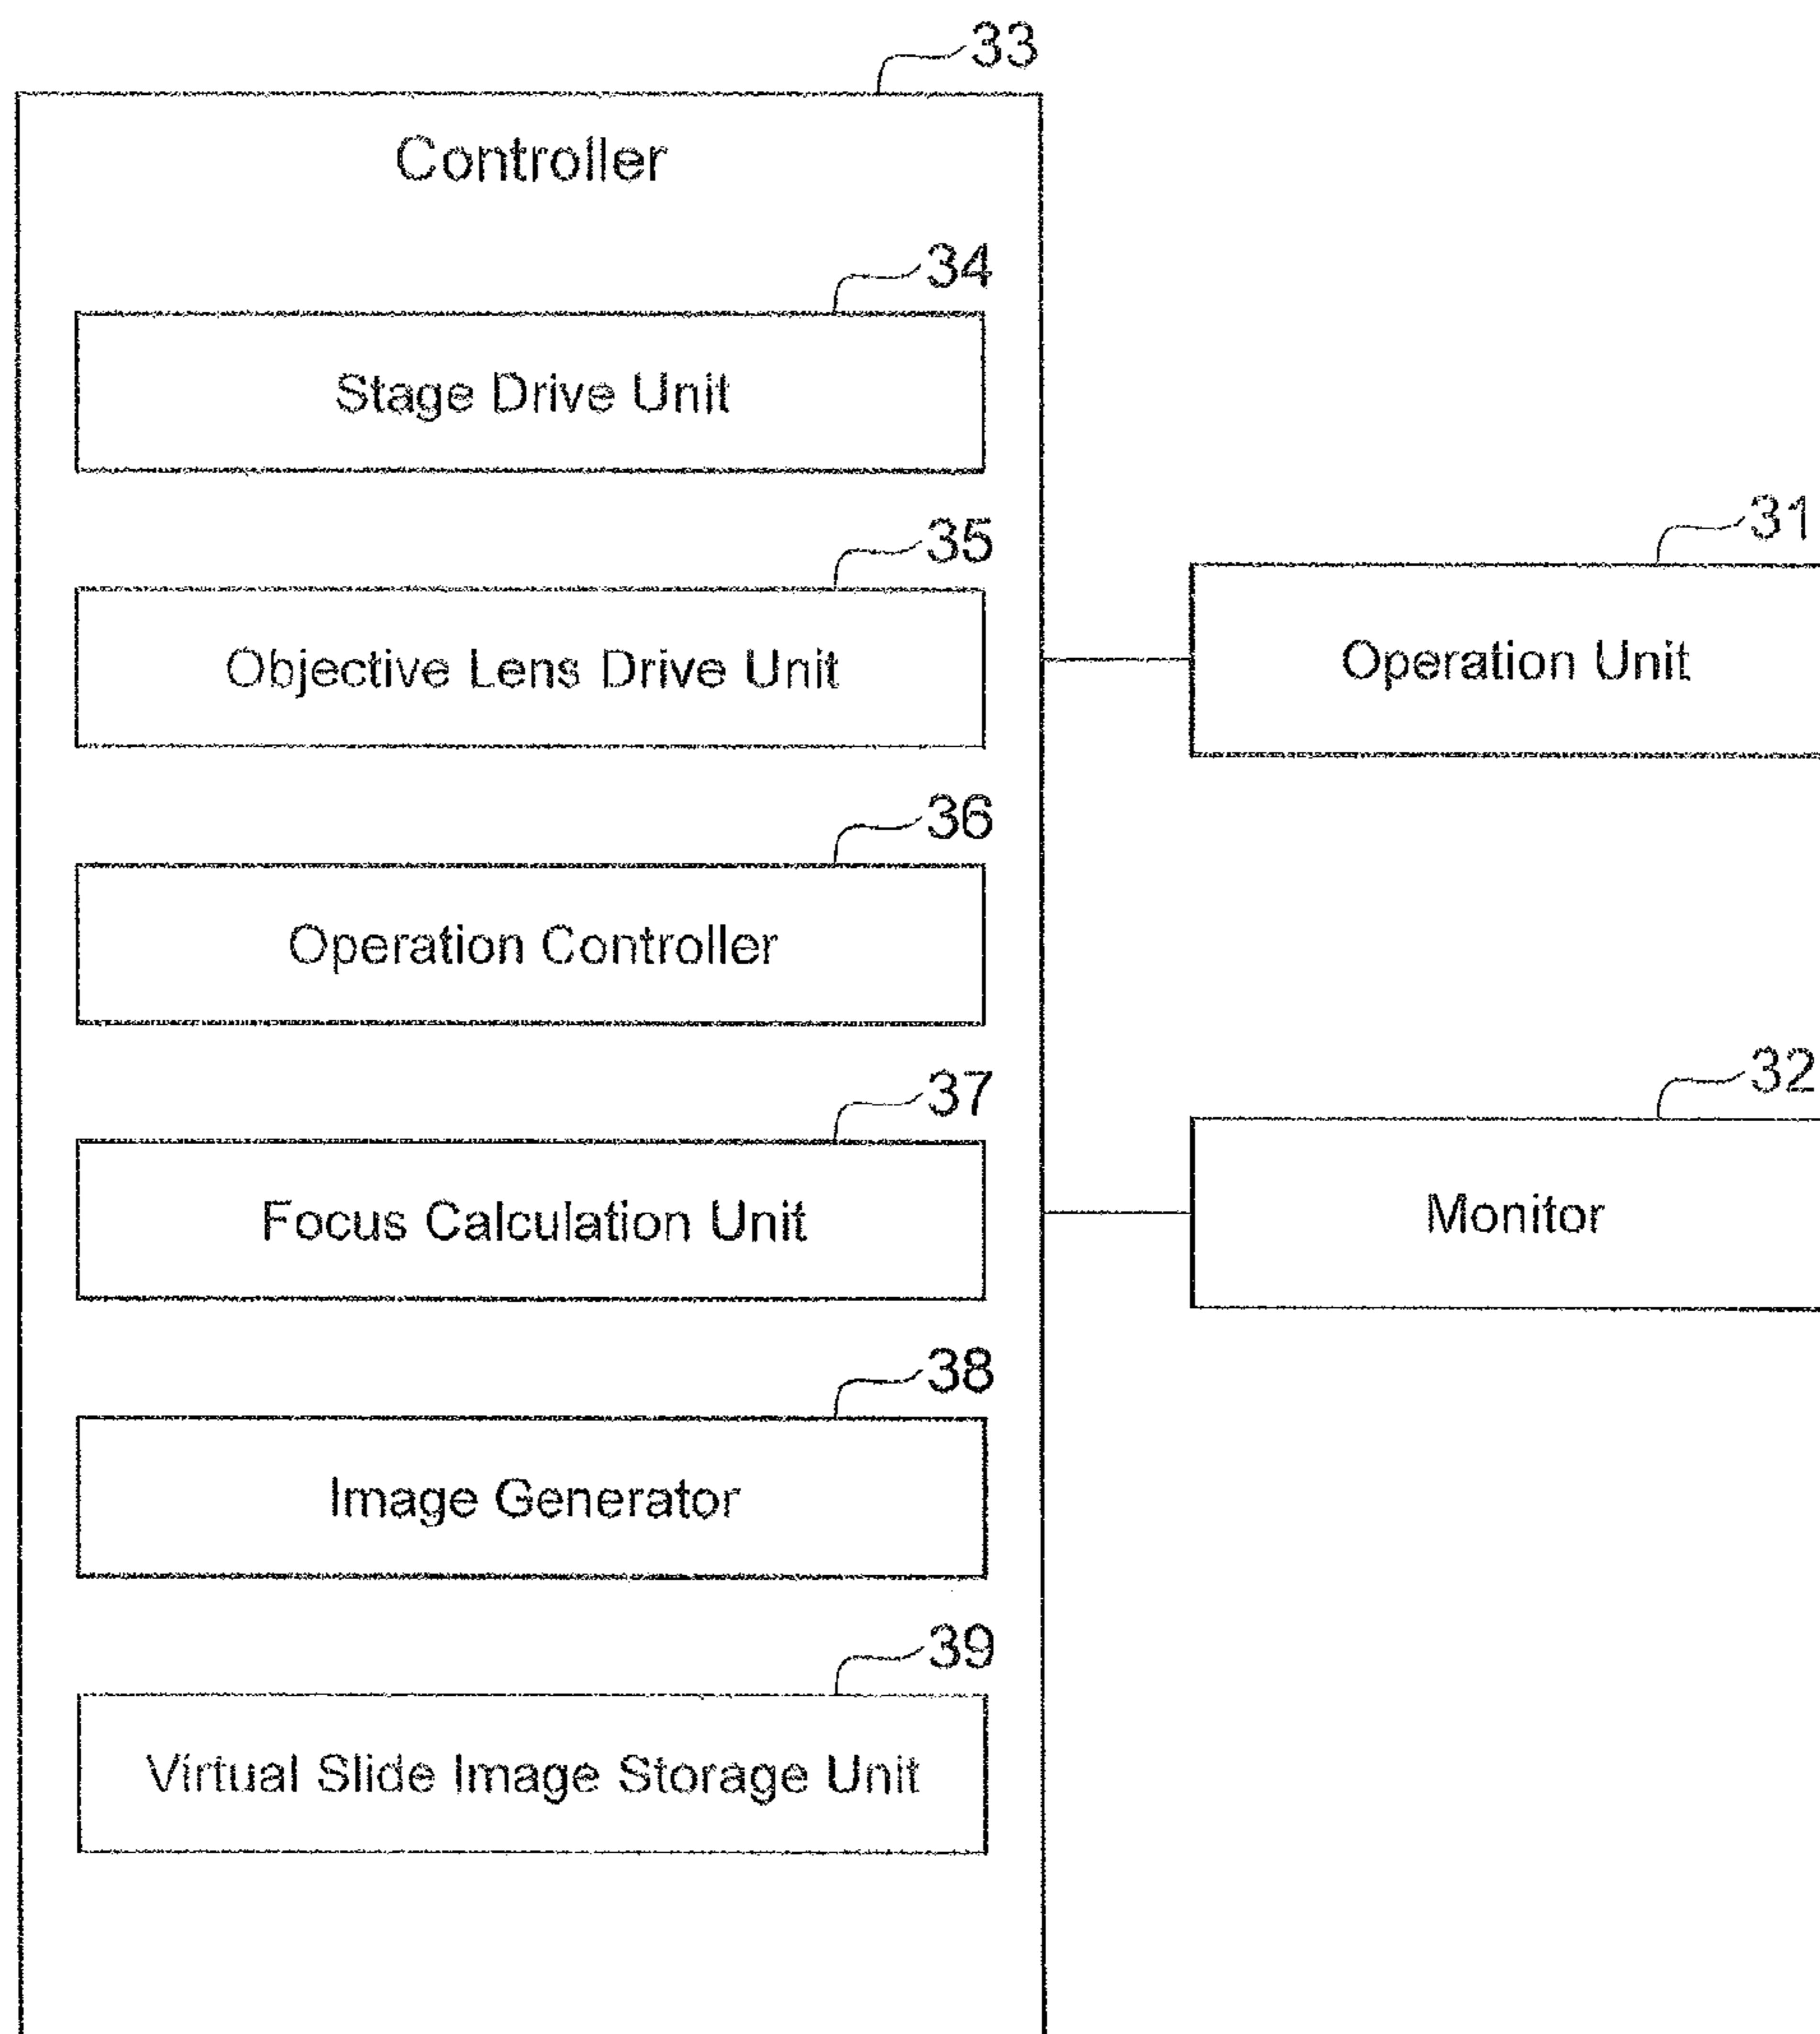 33
Controller
34
Stage Drive Unit
35
Objective Lens Drive Unit
36
Operation Controller
37
Focus Calculation Unit
38
Image Generator
39
Virtual Slide Image Storage Unit
31
Operation Unit
32
Monitor